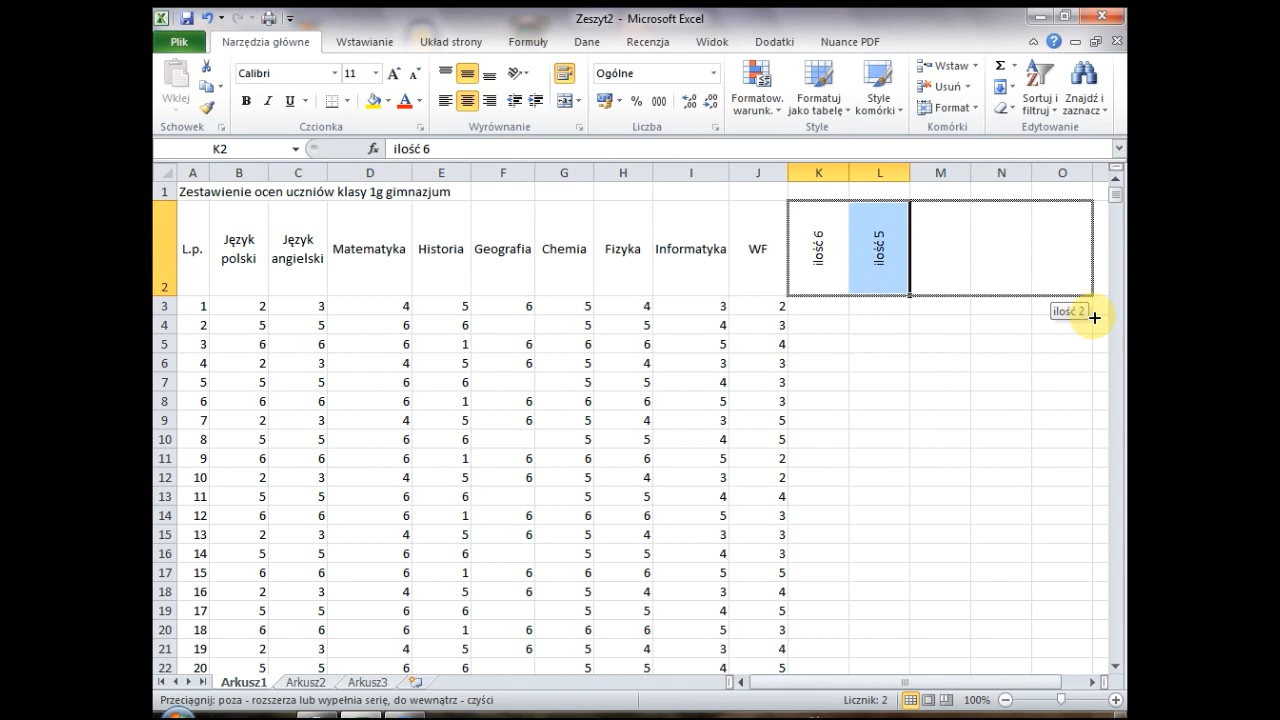 Zeszyt2 - Microsoft Excel
Plik Narzędzia główne Wstawianie Układ strony Formuły Dane Recenzja Widok Dodatki Nuance PDF
Wklej Calibri 11 A A Ogólne Formatow. warunk. Formatuj jako tabelę Style komórki Wstaw Usuń Format Sortuj i filtruj Znajdź i zaznacz
B I U A % 000
Schowek Czcionka Wyrównanie Liczba Style Komórki Edytowanie
K2 fx ilość 6
A B C D E F G H I J K L M N O
1 Zestawienie ocen uczniów klasy 1g gimnazjum
2 L.p. Język polski Język angielski Matematyka Historia Geografia Chemia Fizyka Informatyka WF ilość 6 ilość 5
3 1 2 3 4 5 6 5 4 3 2 ilość 2
4 2 5 5 6 6 5 5 4 3
5 3 6 6 6 1 6 6 6 5 4
6 4 2 3 4 5 6 5 4 3 3
7 5 5 5 6 6 5 5 4 3
8 6 6 6 6 1 6 6 6 5 3
9 7 2 3 4 5 6 5 4 3 5
10 8 5 5 6 6 5 5 4 5
11 9 6 6 6 1 6 6 6 5 2
12 10 2 3 4 5 6 5 4 3 2
13 11 5 5 6 6 5 5 4 4
14 12 6 6 6 1 6 6 6 5 3
15 13 2 3 4 5 6 5 4 3 3
16 14 5 5 6 6 5 5 4 3
17 15 6 6 6 1 6 6 6 5 5
18 16 2 3 4 5 6 5 4 3 4
19 17 5 5 6 6 5 5 4 5
20 18 6 6 6 1 6 6 6 5 3
21 19 2 3 4 5 6 5 4 3 4
22 20 5 5 6 6 5 5 4 5
Arkusz1 Arkusz2 Arkusz3
Przeciągnij: poza - rozszerza lub wypełnia serię, do wewnątrz - czyści Licznik: 2 100%